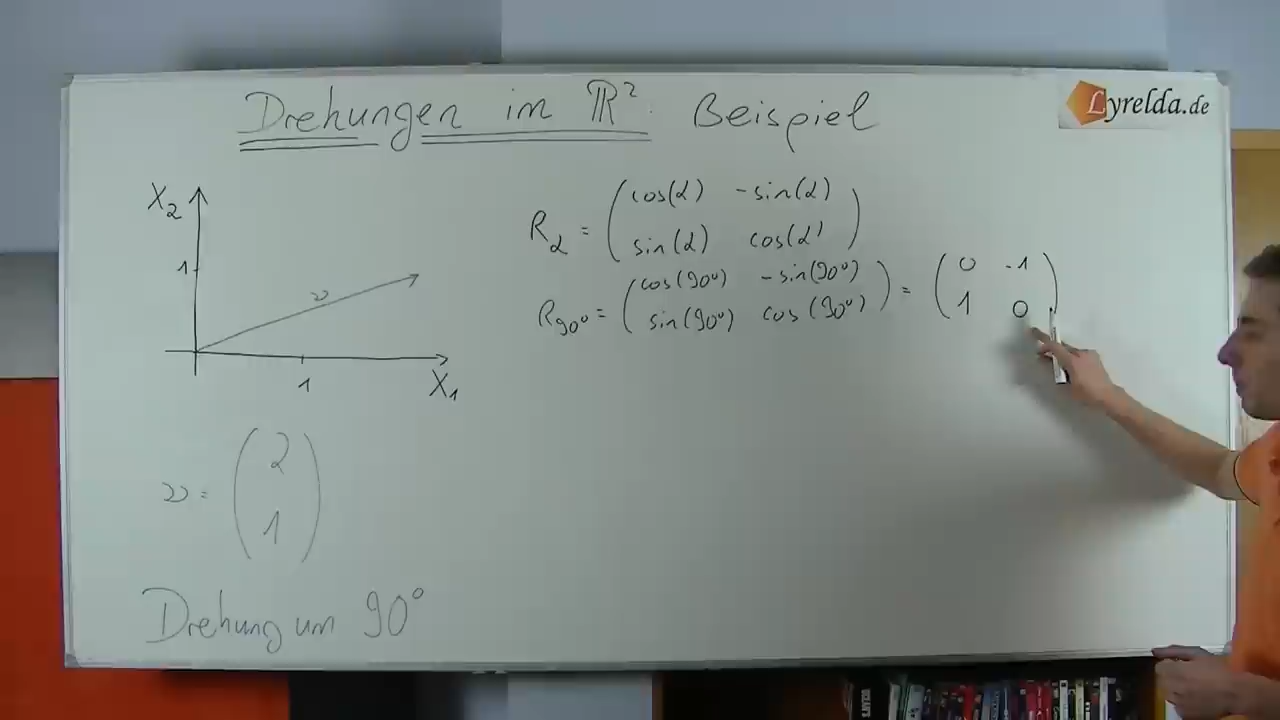 Drehungen im ℝ²: Beispiel
Lyrelda.de
X₂
1
v
1
X₁
R_α = ( cos(α) -sin(α)
sin(α) cos(α) )
R_90° = ( cos(90°) -sin(90°)
sin(90°) cos(90°) ) = ( 0 -1
1 0 )
v = ( 2
1 )
Drehung um 90°